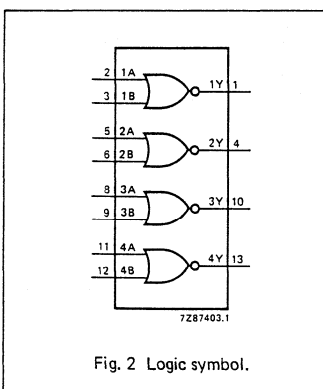 2 1A 1Y 1
3 1B
5 2A 2Y 4
6 2B
8 3A 3Y 10
9 3B
11 4A 4Y 13
12 4B
7Z87403.1
Fig. 2 Logic symbol.